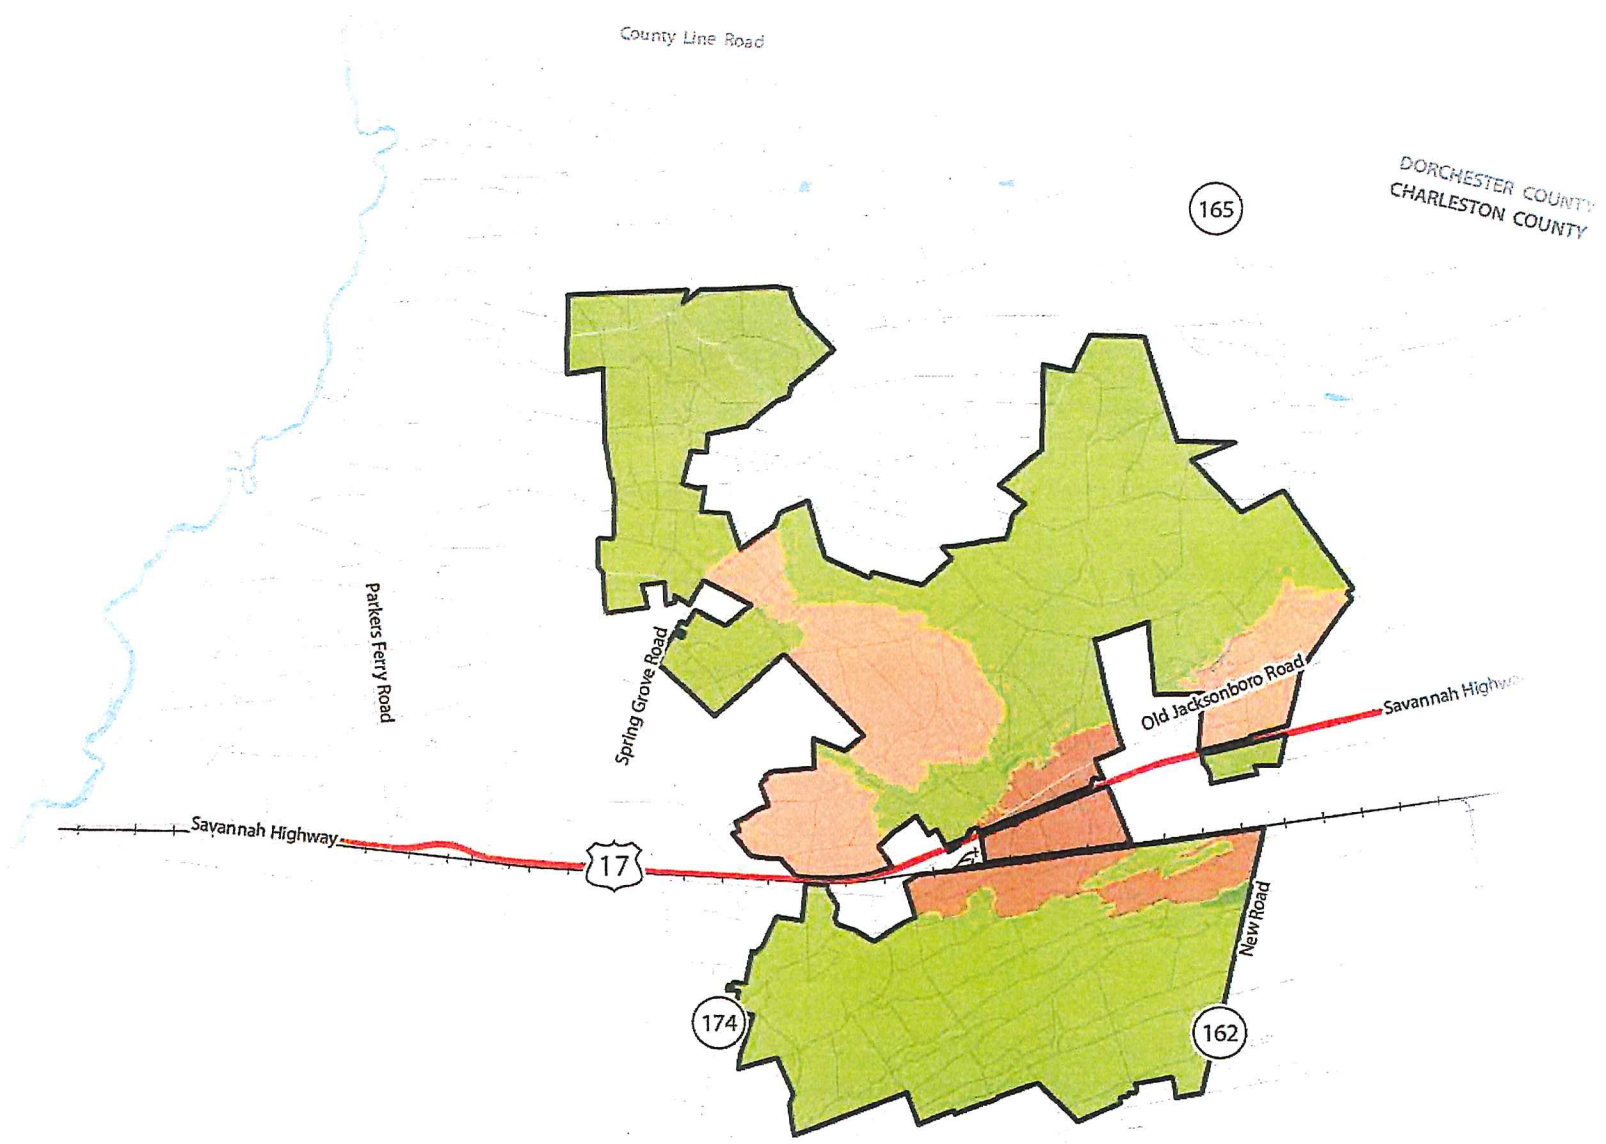 County Line Road
DORCHESTER COUNTY
CHARLESTON COUNTY
165
Parkers Ferry Road
Spring Grove Road
Old Jacksonboro Road
Savannah Highway
Savannah Highway
17
New Road
174
162